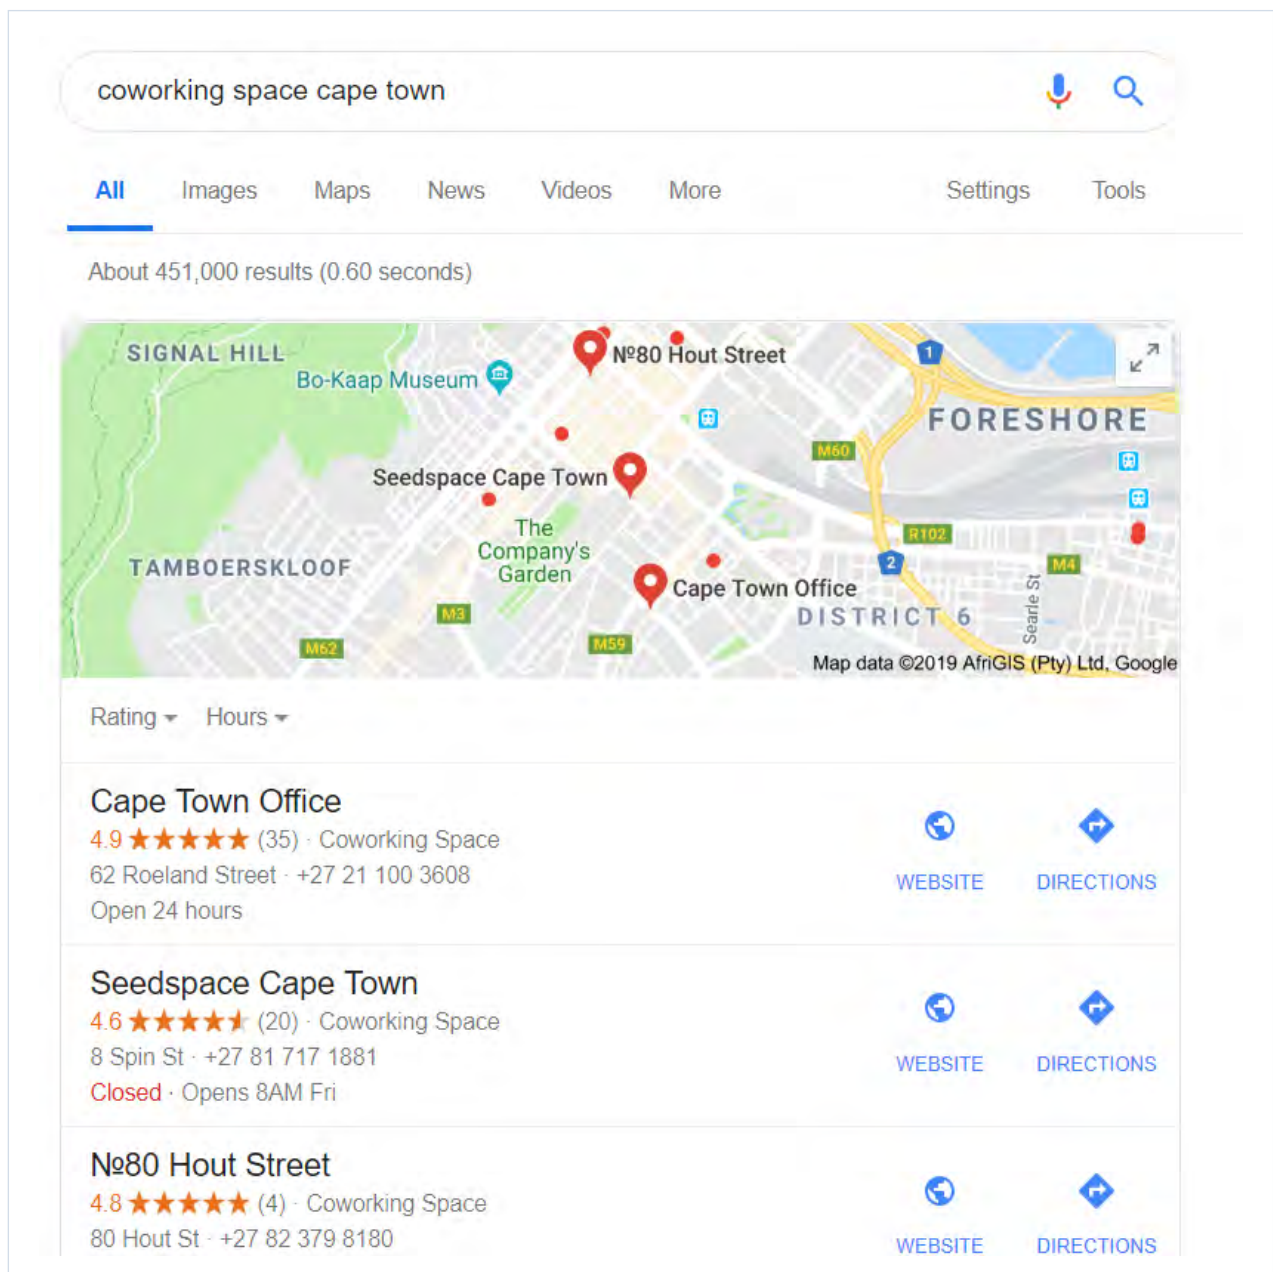 coworking space cape town
All Images Maps News Videos More Settings Tools
About 451,000 results (0.60 seconds)
SIGNAL HILL
№80 Hout Street
1
Bo-Kaap Museum
FORESHORE
M60
Seedspace Cape Town
The
Company's
Garden
R102
TAMBOERSKLOOF
2
M4
Cape Town Office
Searle St
M3
DISTRICT 6
M62
M59
Map data ©2019 AfriGIS (Pty) Ltd, Google
Rating Hours
Cape Town Office
4.9 (35) · Coworking Space
62 Roeland Street · +27 21 100 3608
Open 24 hours
WEBSITE DIRECTIONS
Seedspace Cape Town
4.6 (20) · Coworking Space
8 Spin St · +27 81 717 1881
Closed · Opens 8AM Fri
WEBSITE DIRECTIONS
№80 Hout Street
4.8 (4) · Coworking Space
80 Hout St · +27 82 379 8180
WEBSITE DIRECTIONS